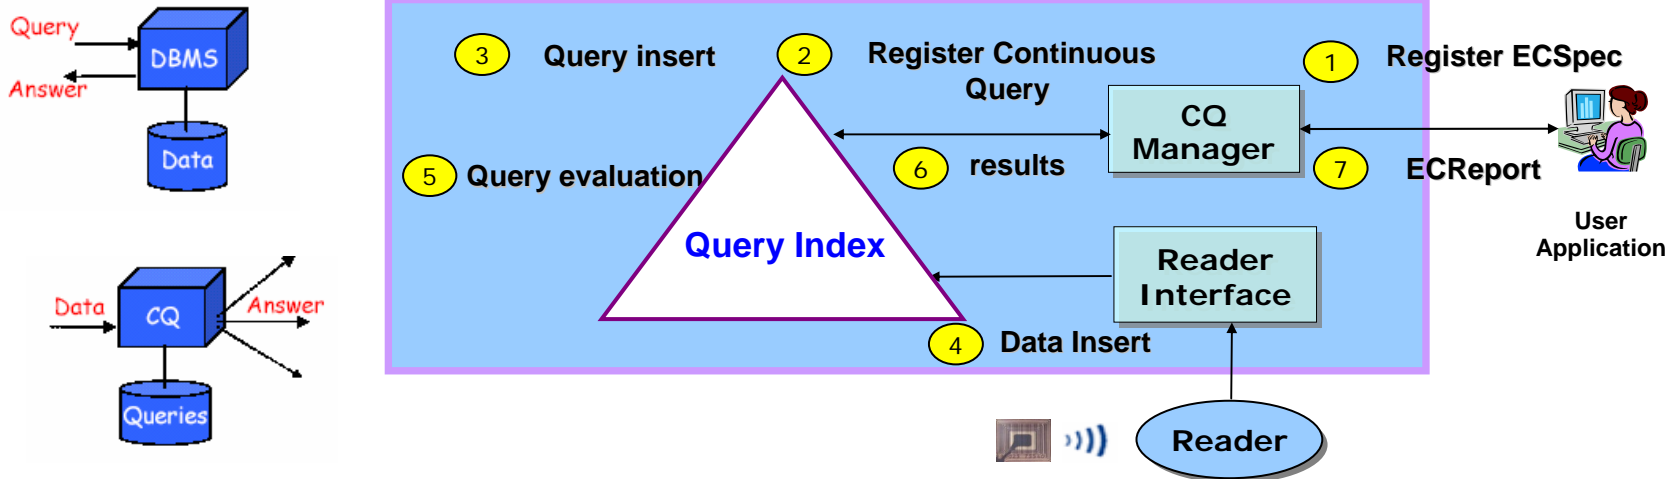 Query
Answer
DBMS
Data
Data
CQ
Answer
Queries
3 Query insert
2 Register Continuous
Query
1 Register ECSpec
CQ
Manager
5 Query evaluation
6 results
7 ECReport
User
Application
Query Index
Reader
Interface
4 Data Insert
Reader